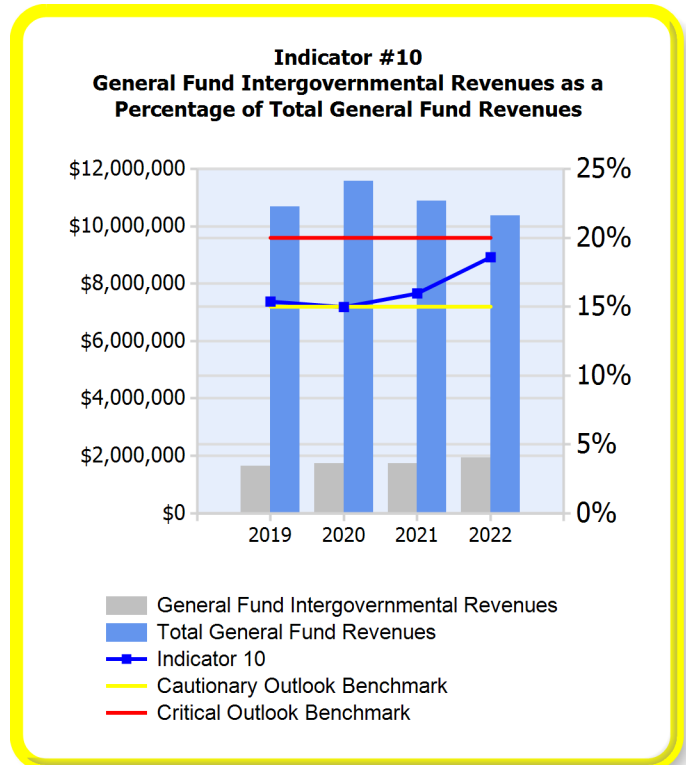 Indicator #10
General Fund Intergovernmental Revenues as a
Percentage of Total General Fund Revenues
$12,000,000
$10,000,000
$8,000,000
$6,000,000
$4,000,000
$2,000,000
$0
25%
20%
15%
10%
5%
0%
2019 2020 2021 2022
General Fund Intergovernmental Revenues
Total General Fund Revenues
Indicator 10
Cautionary Outlook Benchmark
Critical Outlook Benchmark